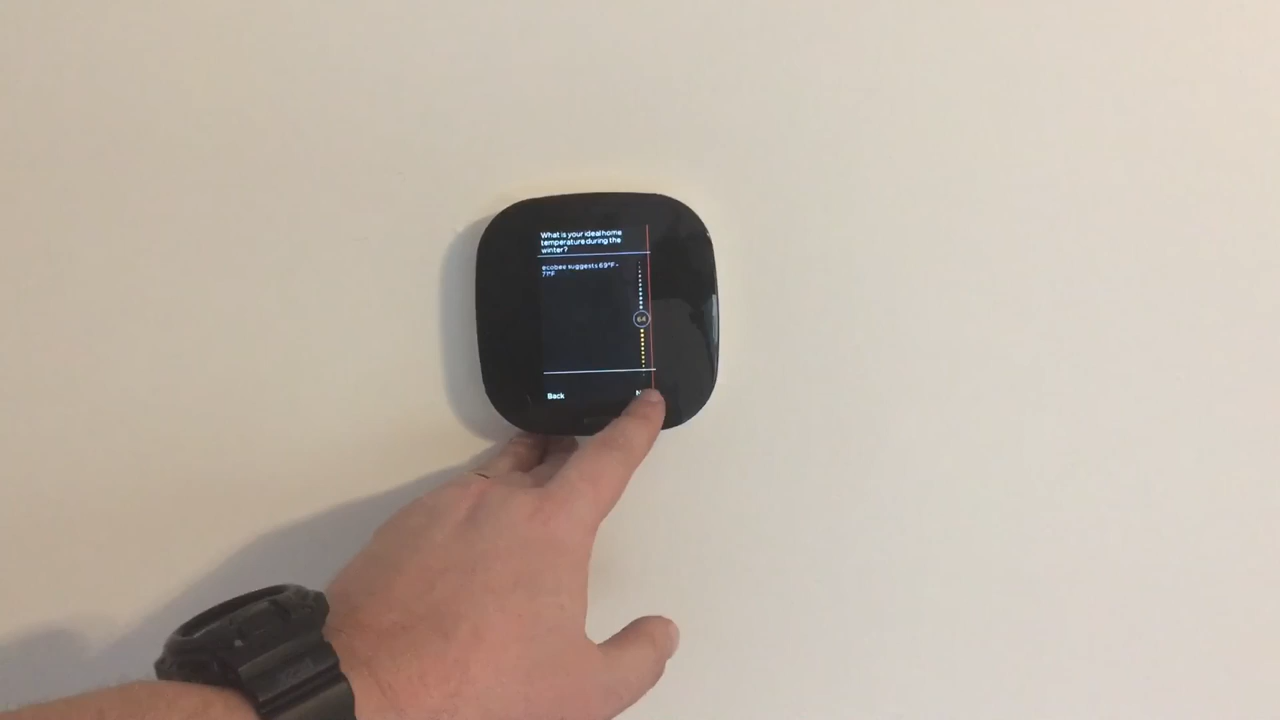 What is your ideal home
temperature during the
winter?
ecobee suggests 69°F -
71°F
64
Back